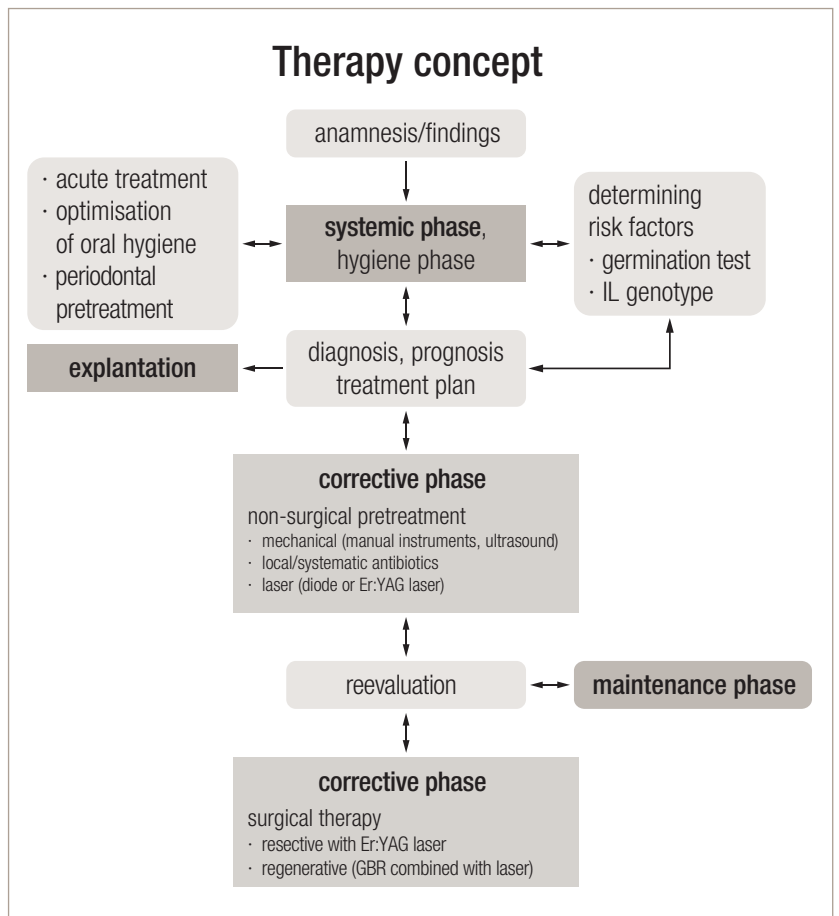 Therapy concept
anamnesis/findings
· acute treatment
· optimisation
of oral hygiene
· periodontal
pretreatment
systemic phase,
hygiene phase
determining
risk factors
· germination test
· IL genotype
explantation
diagnosis, prognosis
treatment plan
corrective phase
non-surgical pretreatment
· mechanical (manual instruments, ultrasound)
· local/systematic antibiotics
· laser (diode or Er:YAG laser)
reevaluation
maintenance phase
corrective phase
surgical therapy
· resective with Er:YAG laser
· regenerative (GBR combined with laser)